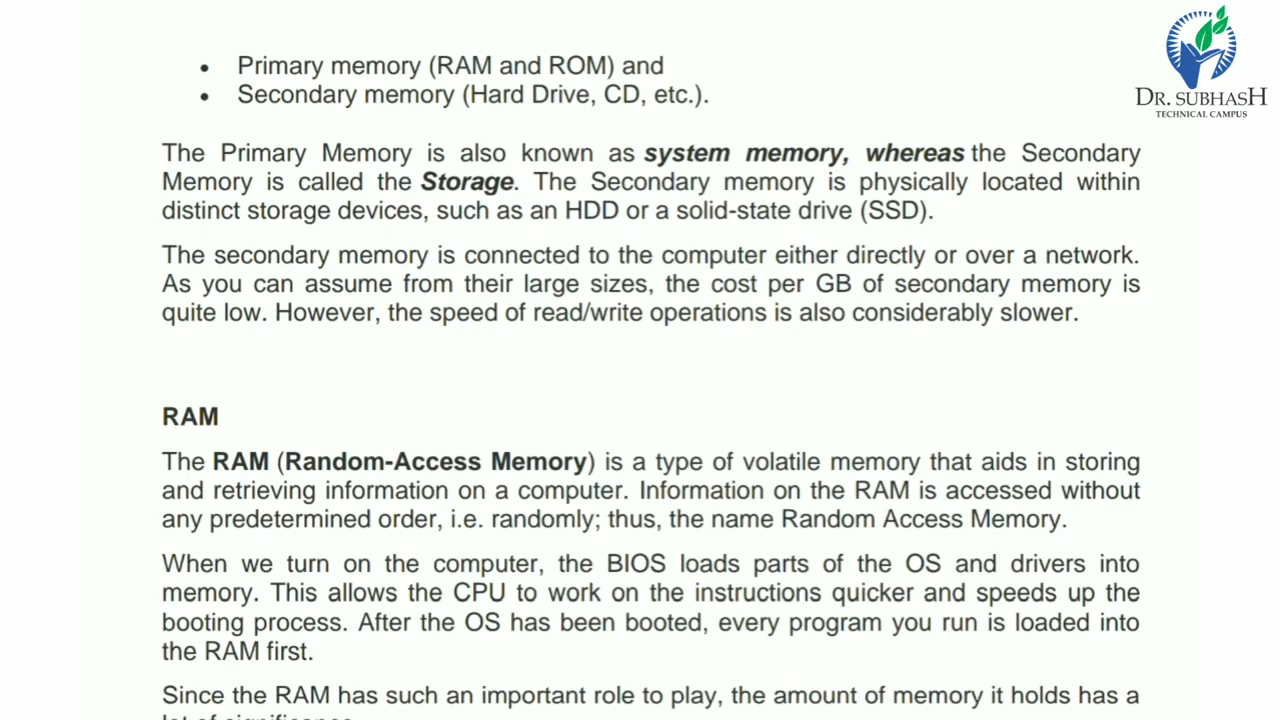 DR. SUBHASH
TECHNICAL CAMPUS
• Primary memory (RAM and ROM) and
• Secondary memory (Hard Drive, CD, etc.).
The Primary Memory is also known as system memory, whereas the Secondary
Memory is called the Storage. The Secondary memory is physically located within
distinct storage devices, such as an HDD or a solid-state drive (SSD).
The secondary memory is connected to the computer either directly or over a network.
As you can assume from their large sizes, the cost per GB of secondary memory is
quite low. However, the speed of read/write operations is also considerably slower.
RAM
The RAM (Random-Access Memory) is a type of volatile memory that aids in storing
and retrieving information on a computer. Information on the RAM is accessed without
any predetermined order, i.e. randomly; thus, the name Random Access Memory.
When we turn on the computer, the BIOS loads parts of the OS and drivers into
memory. This allows the CPU to work on the instructions quicker and speeds up the
booting process. After the OS has been booted, every program you run is loaded into
the RAM first.
Since the RAM has such an important role to play, the amount of memory it holds has a